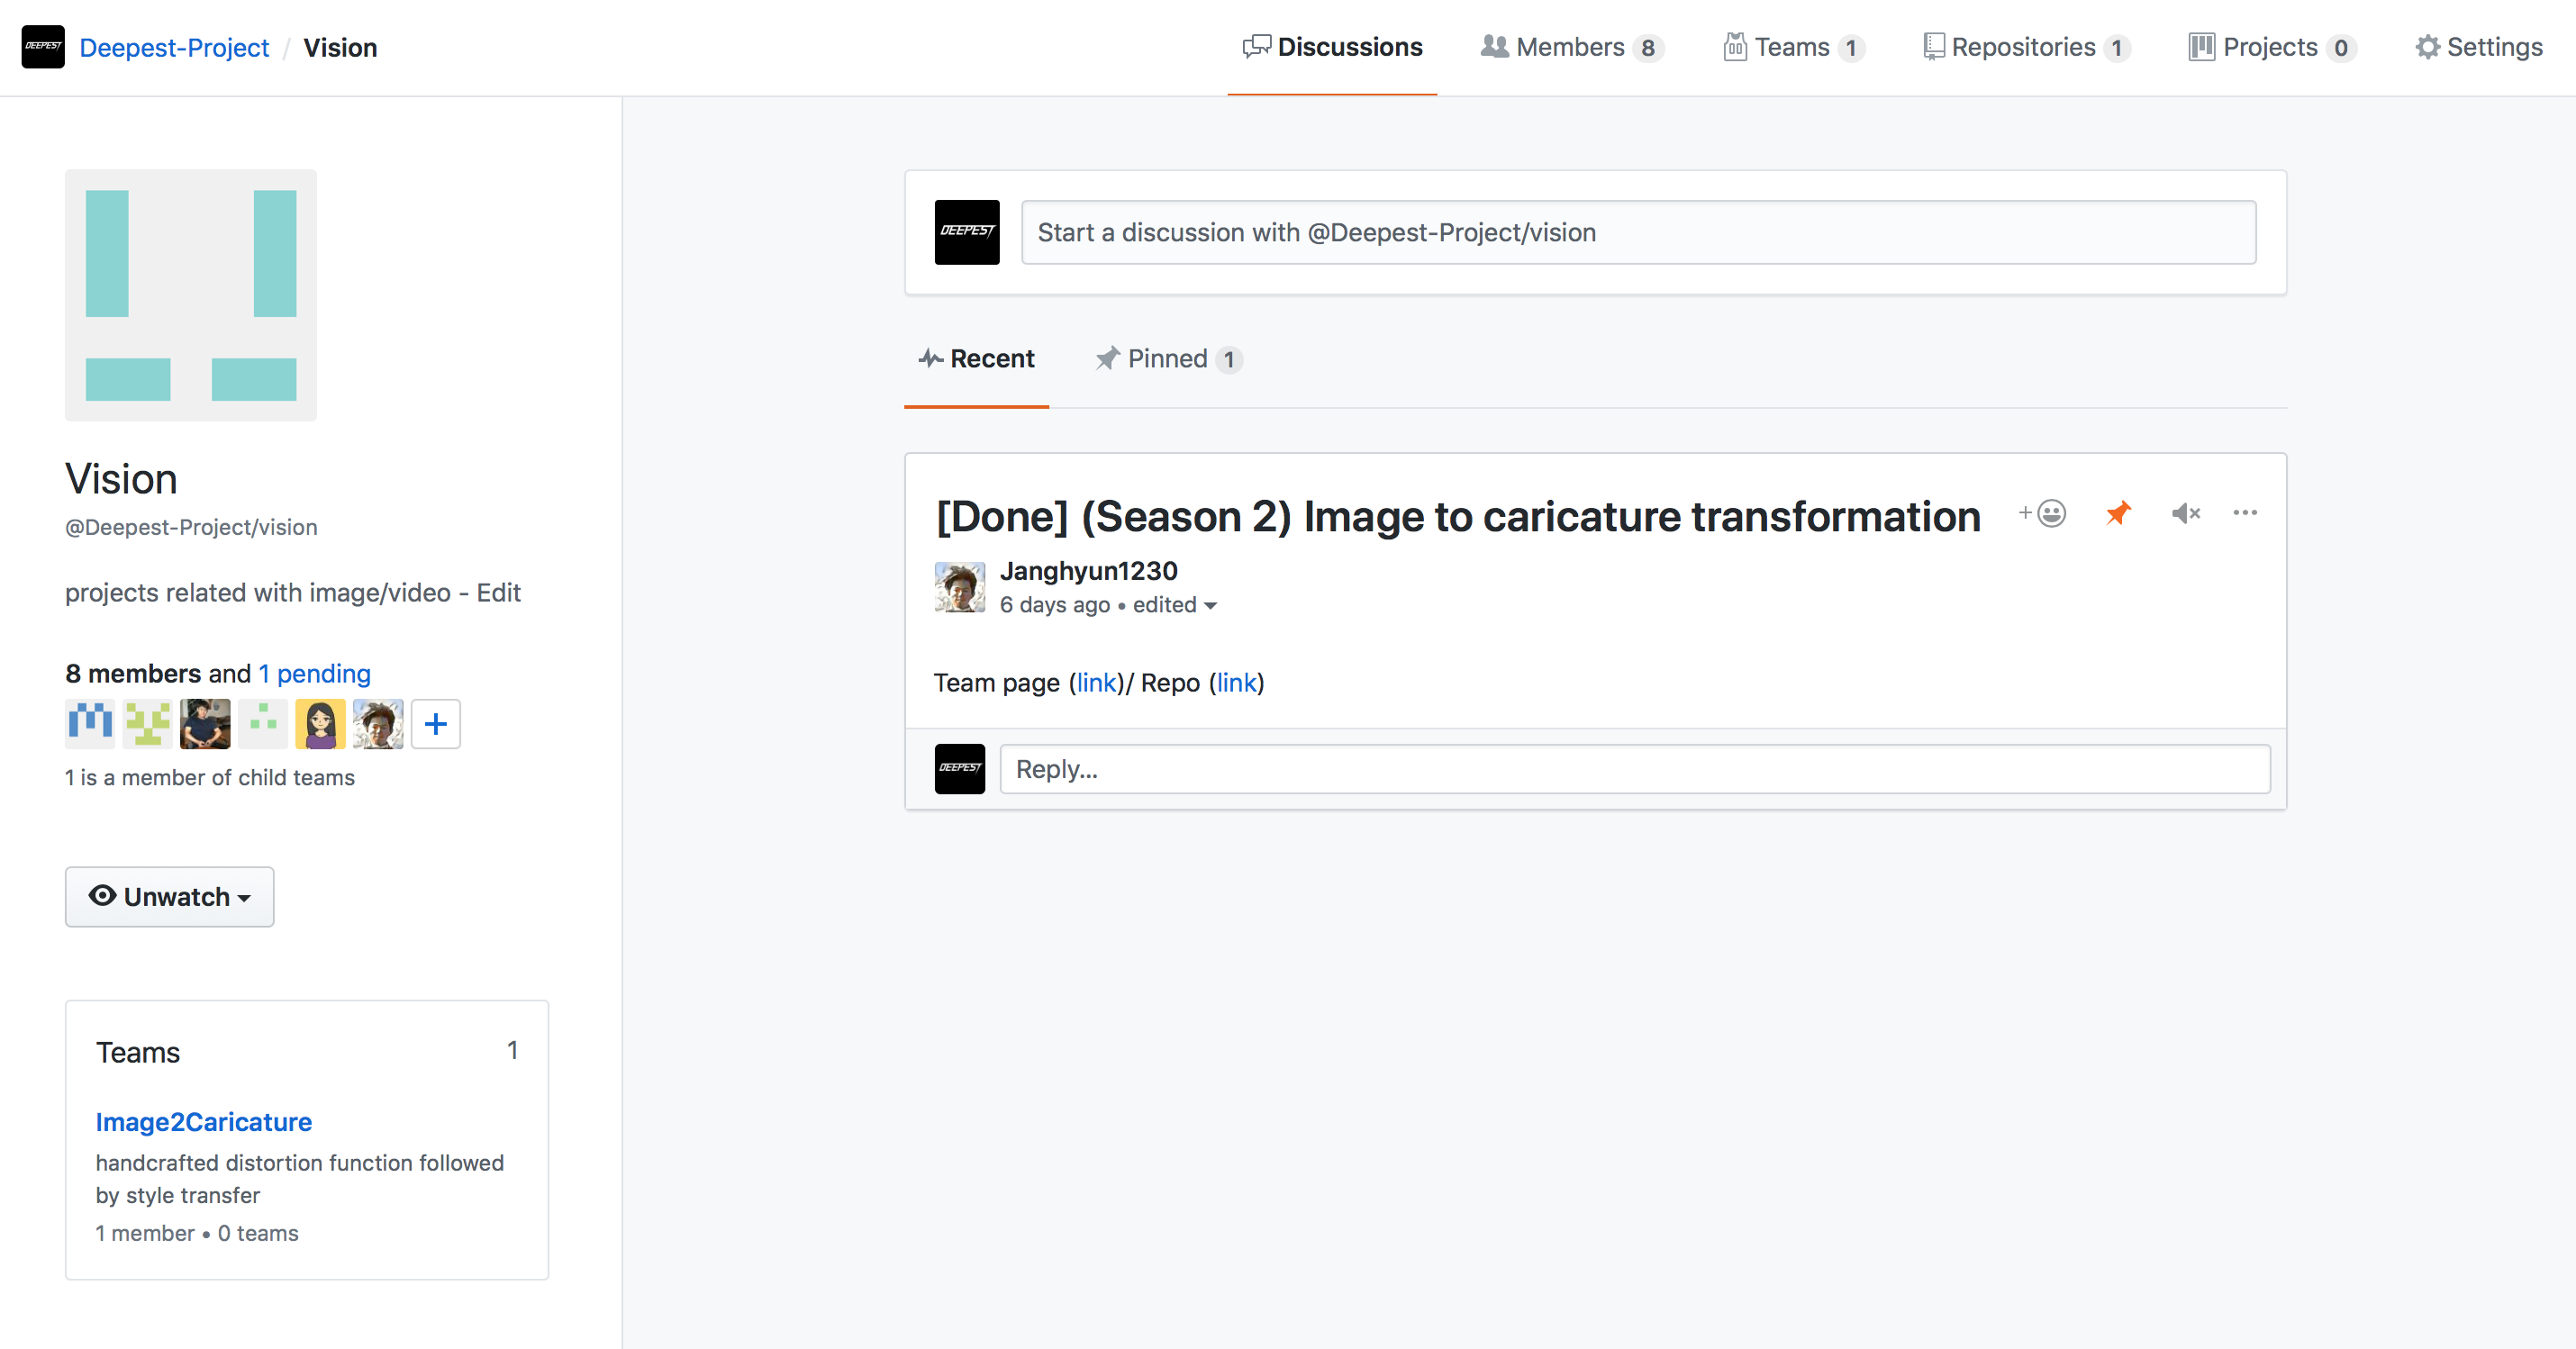 DEEPEST Deepest-Project / Vision
Discussions Members 8 Teams 1 Repositories 1 Projects 0 Settings
DEEPEST Start a discussion with @Deepest-Project/vision
Recent Pinned 1
Vision
@Deepest-Project/vision
projects related with image/video - Edit
8 members and 1 pending
1 is a member of child teams
Unwatch
Teams 1
Image2Caricature
handcrafted distortion function followed
by style transfer
1 member • 0 teams
[Done] (Season 2) Image to caricature transformation
Janghyun1230
6 days ago • edited
Team page (link)/ Repo (link)
DEEPEST Reply...